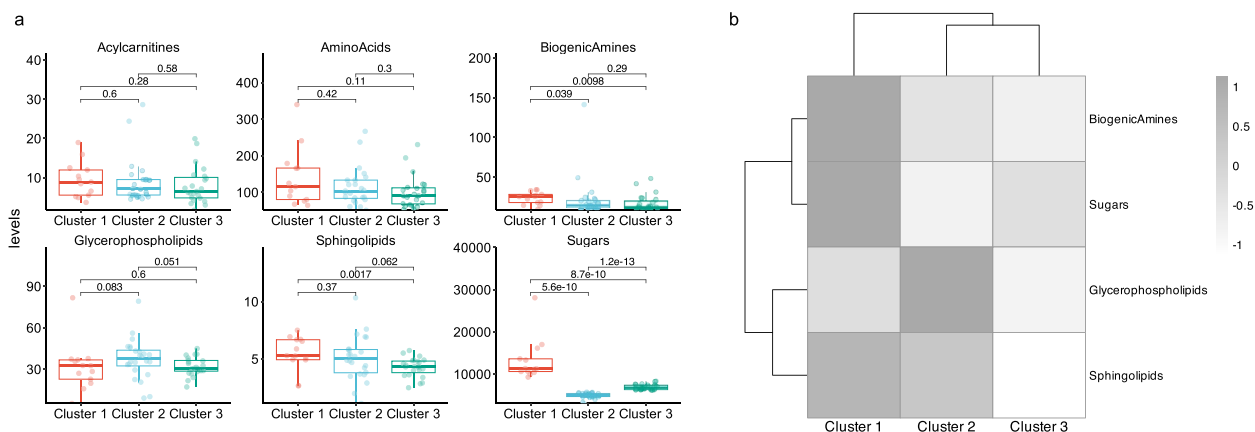 a
b
levels
Acylcarnitines
40
30
20
10
0.58
0.28
0.6
Cluster 1 Cluster 2 Cluster 3
AminoAcids
400
300
200
100
0.3
0.11
0.42
Cluster 1 Cluster 2 Cluster 3
BiogenicAmines
200
150
100
50
0.29
0.0098
0.039
Cluster 1 Cluster 2 Cluster 3
Glycerophospholipids
90
60
30
0.051
0.6
0.083
Cluster 1 Cluster 2 Cluster 3
Sphingolipids
10
5
0.062
0.0017
0.37
Cluster 1 Cluster 2 Cluster 3
Sugars
40000
30000
20000
10000
1.2e-13
8.7e-10
5.6e-10
Cluster 1 Cluster 2 Cluster 3
BiogenicAmines
Sugars
Glycerophospholipids
Sphingolipids
Cluster 1 Cluster 2 Cluster 3
1
0.5
0
-0.5
-1